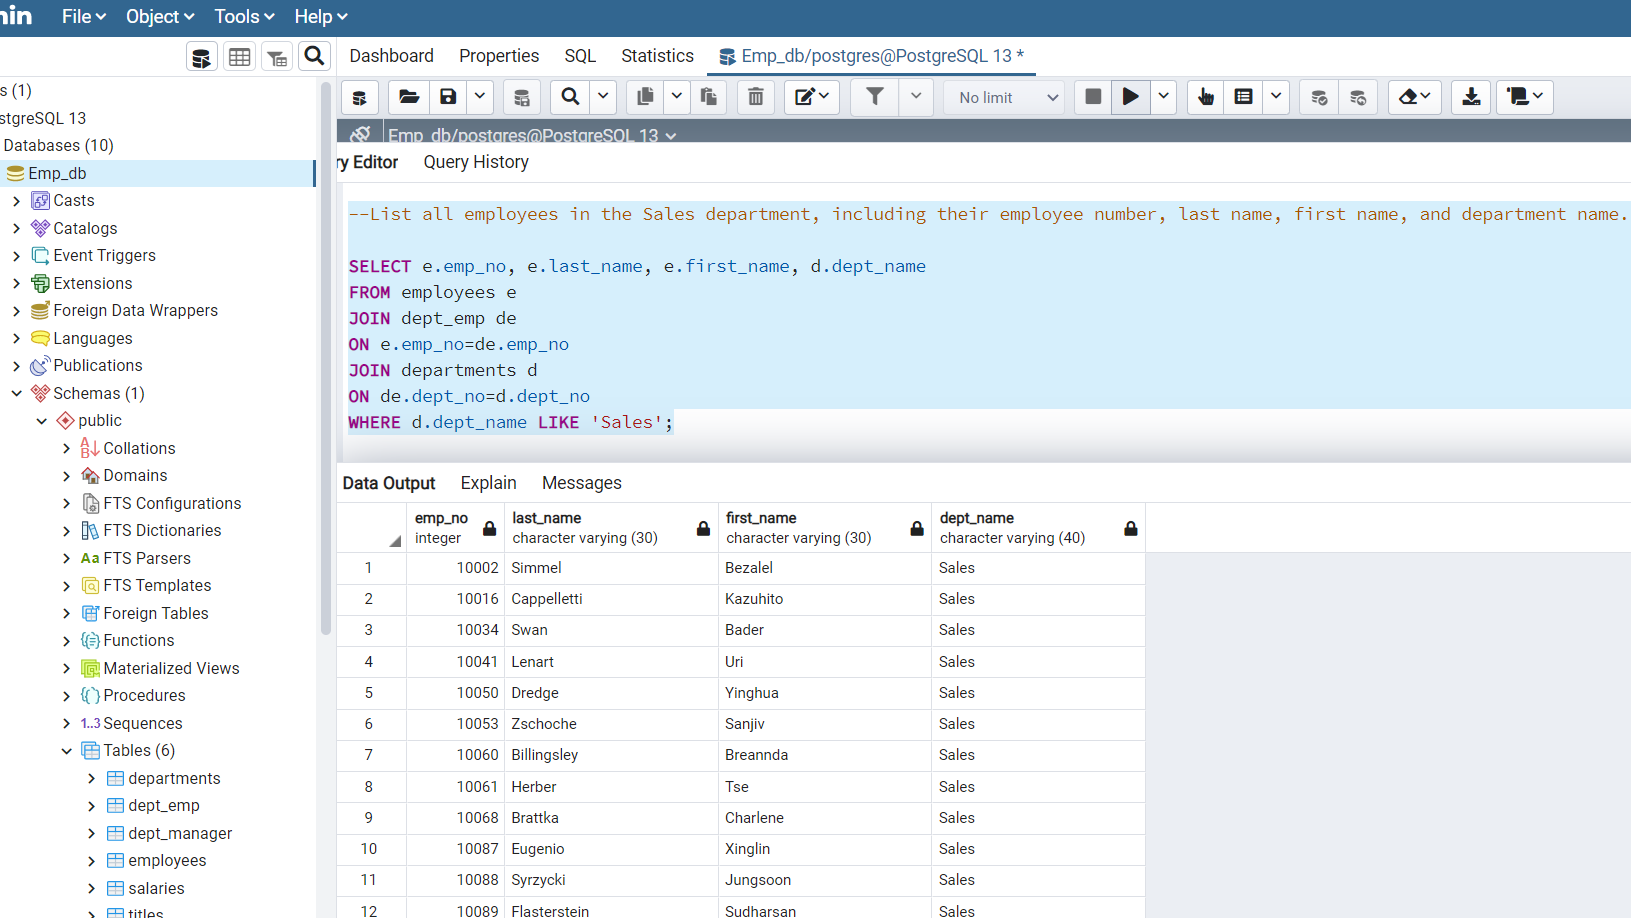 File Object Tools Help
Dashboard Properties SQL Statistics Emp_db/postgres@PostgreSQL 13 *
No limit
Emp_db/postgres@PostgreSQL 13
s (1)
stgreSQL 13
Databases (10)
Emp_db
Casts
Catalogs
Event Triggers
Extensions
Foreign Data Wrappers
Languages
Publications
Schemas (1)
public
Collations
Domains
FTS Configurations
FTS Dictionaries
Aa FTS Parsers
FTS Templates
Foreign Tables
Functions
Materialized Views
Procedures
1..3 Sequences
Tables (6)
departments
dept_emp
dept_manager
employees
salaries
titles
ry Editor Query History
--List all employees in the Sales department, including their employee number, last name, first name, and department name.
SELECT e.emp_no, e.last_name, e.first_name, d.dept_name
FROM employees e
JOIN dept_emp de
ON e.emp_no=de.emp_no
JOIN departments d
ON de.dept_no=d.dept_no
WHERE d.dept_name LIKE 'Sales';
Data Output Explain Messages
emp_no last_name first_name dept_name
integer character varying (30) character varying (30) character varying (40)
1 10002 Simmel Bezalel Sales
2 10016 Cappelletti Kazuhito Sales
3 10034 Swan Bader Sales
4 10041 Lenart Uri Sales
5 10050 Dredge Yinghua Sales
6 10053 Zschoche Sanjiv Sales
7 10060 Billingsley Breannda Sales
8 10061 Herber Tse Sales
9 10068 Brattka Charlene Sales
10 10087 Eugenio Xinglin Sales
11 10088 Syrzycki Jungsoon Sales
12 10089 Flasterstein Sudharsan Sales